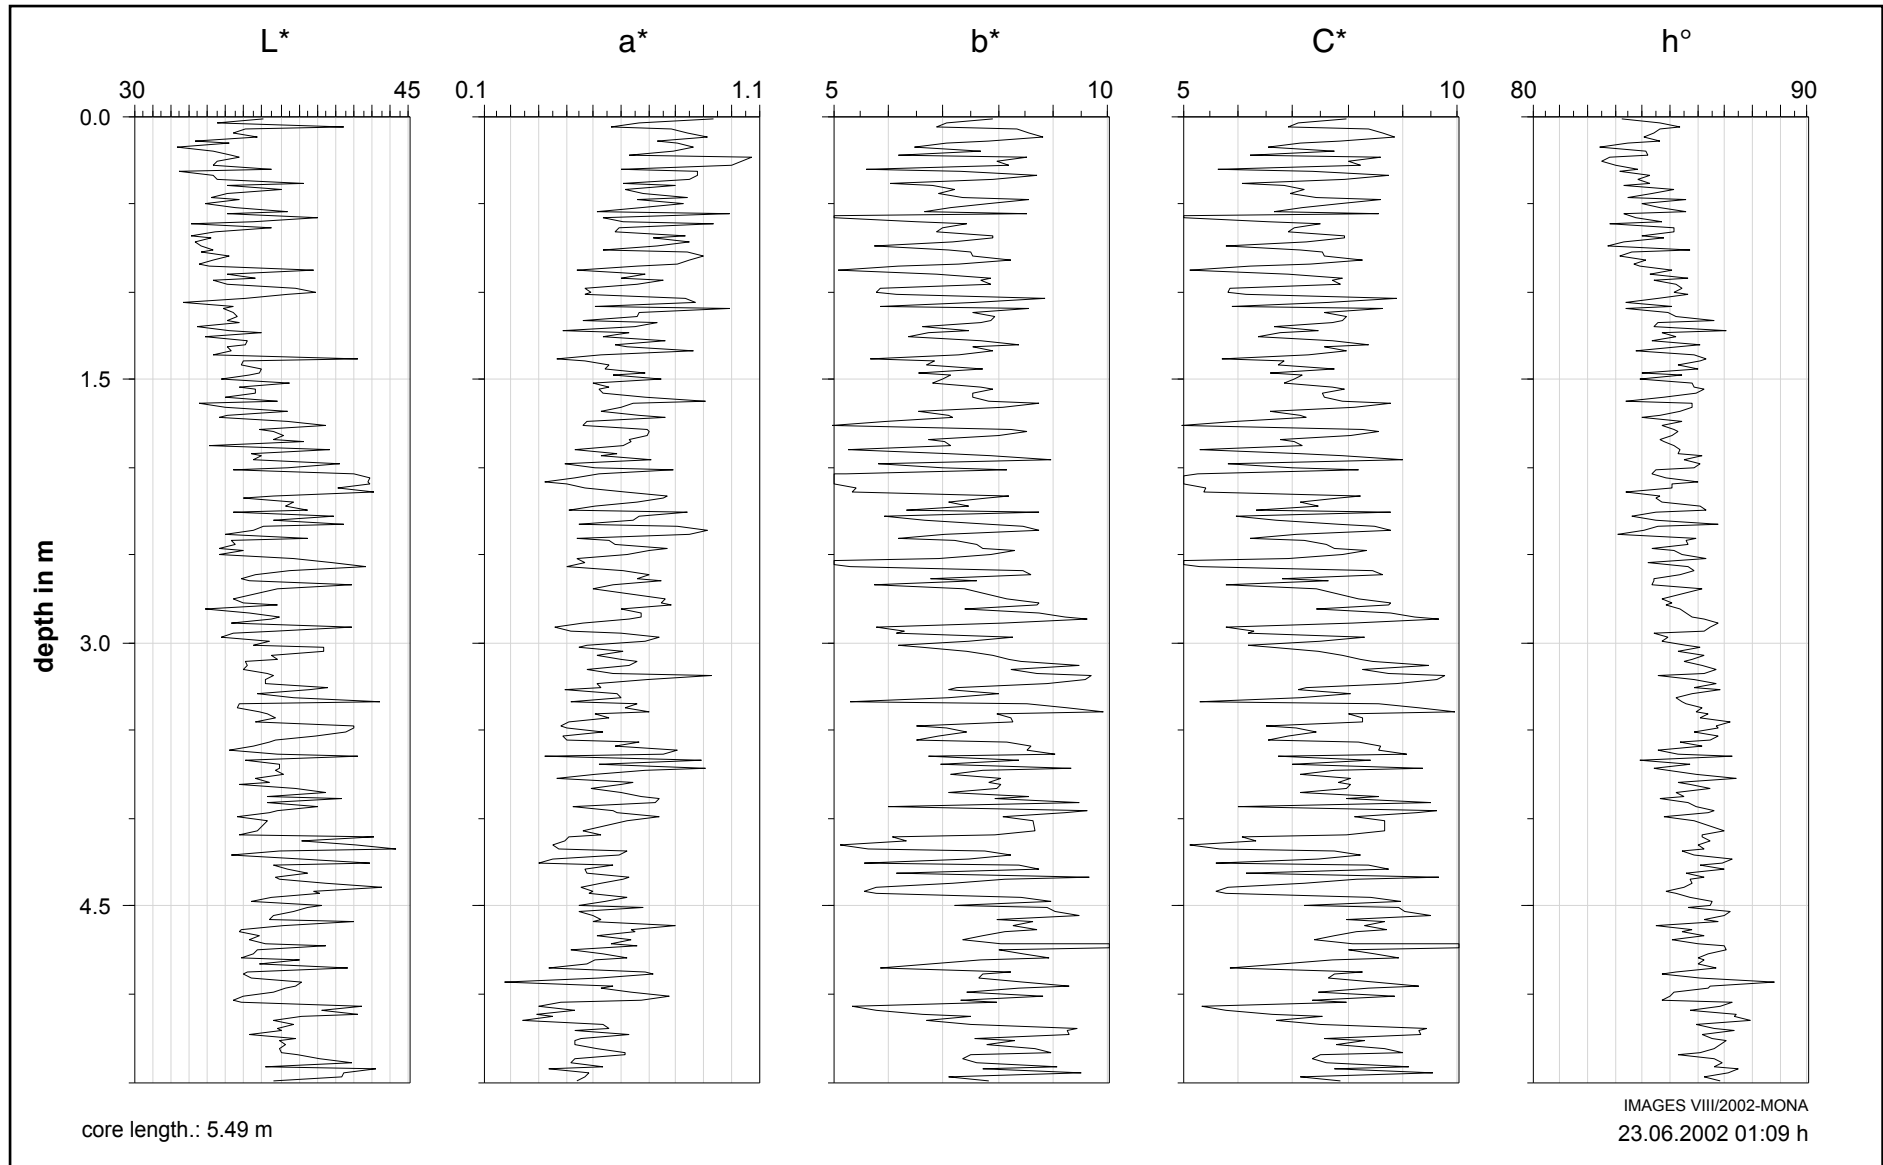 L* a* b* C* h°
30 45 0.1 1.1 5 10 5 10 80 90
0.0
1.5
3.0
4.5
depth in m
core length.: 5.49 m
IMAGES VIII/2002-MONA
23.06.2002 01:09 h